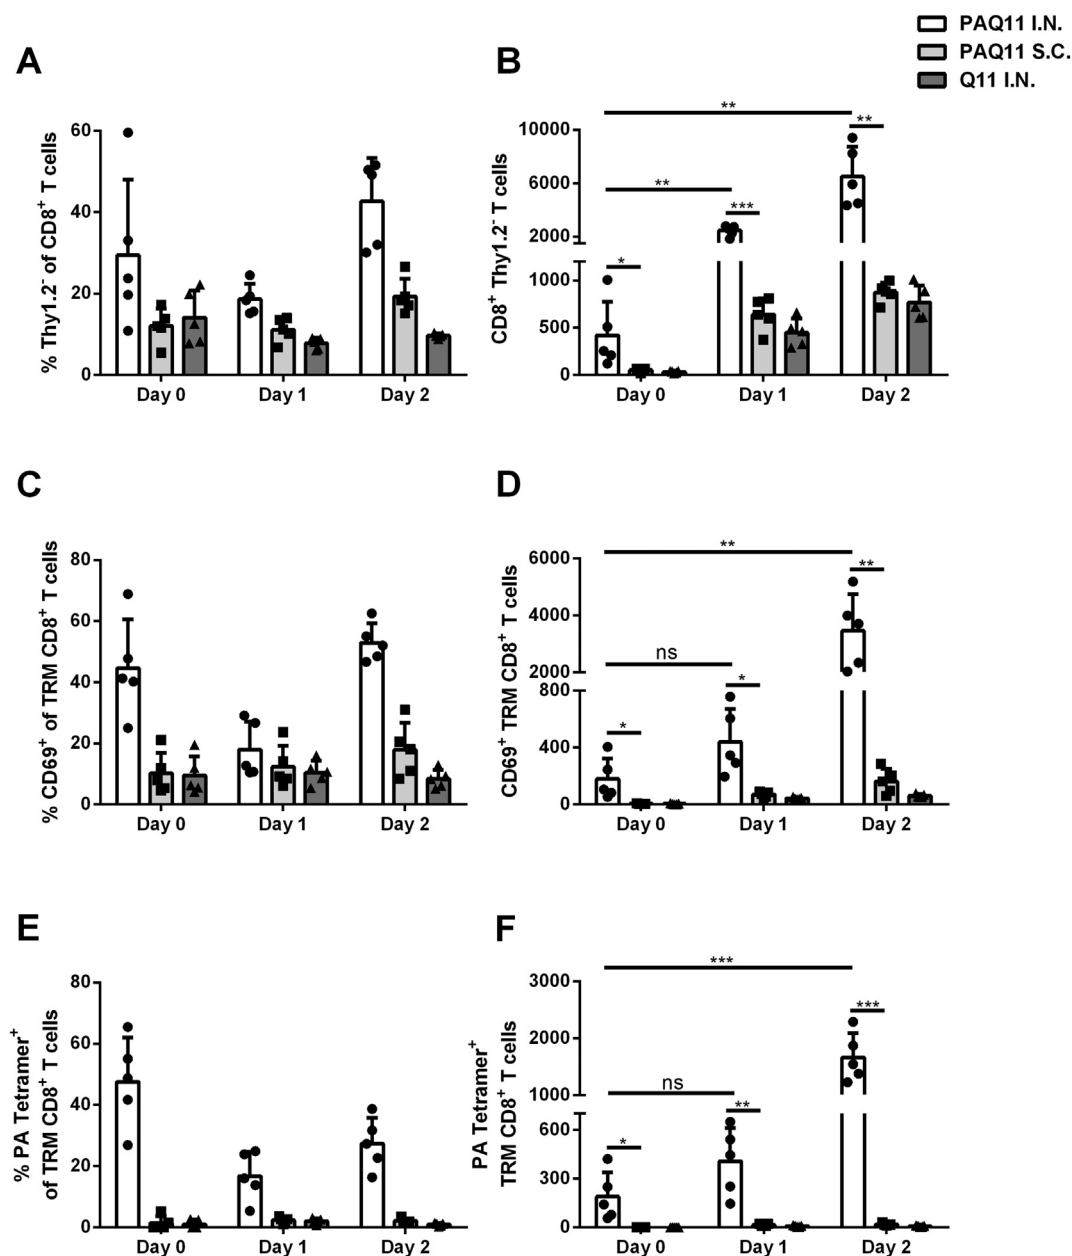 PAQ11 I.N.
PAQ11 S.C.
Q11 I.N.
A
% Thy1.2⁻ of CD8⁺ T cells
60
40
20
0
Day 0 Day 1 Day 2
B
CD8⁺ Thy1.2⁻ T cells
10000
6000
2000
1000
500
0
**
**
**
***
*
Day 0 Day 1 Day 2
C
% CD69⁺ of TRM CD8⁺ T cells
80
60
40
20
0
Day 0 Day 1 Day 2
D
CD69⁺ TRM CD8⁺ T cells
6000
4000
2000
800
400
0
**
**
ns
*
*
Day 0 Day 1 Day 2
E
% PA Tetramer⁺
of TRM CD8⁺ T cells
80
60
40
20
0
Day 0 Day 1 Day 2
F
PA Tetramer⁺
TRM CD8⁺ T cells
3000
2000
1000
600
300
0
***
***
ns
**
*
Day 0 Day 1 Day 2